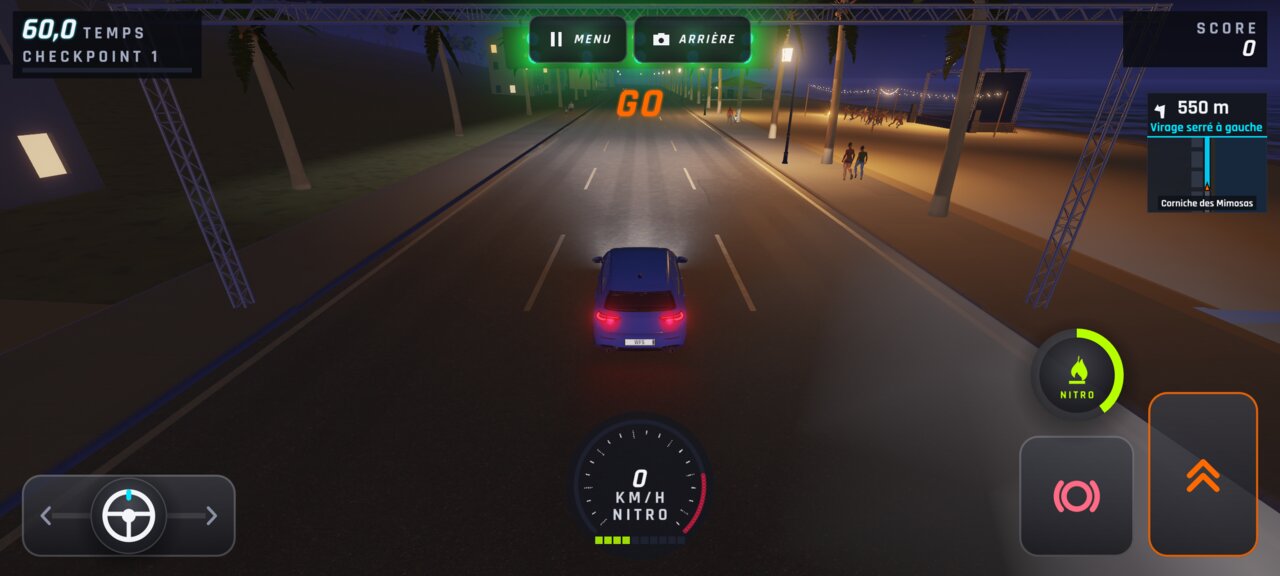 60,0 TEMPS
CHECKPOINT 1
MENU
ARRIÈRE
SCORE
0
GO
550 m
Virage serré à gauche
Corniche des Mimosas
NITRO
0
KM/H
NITRO